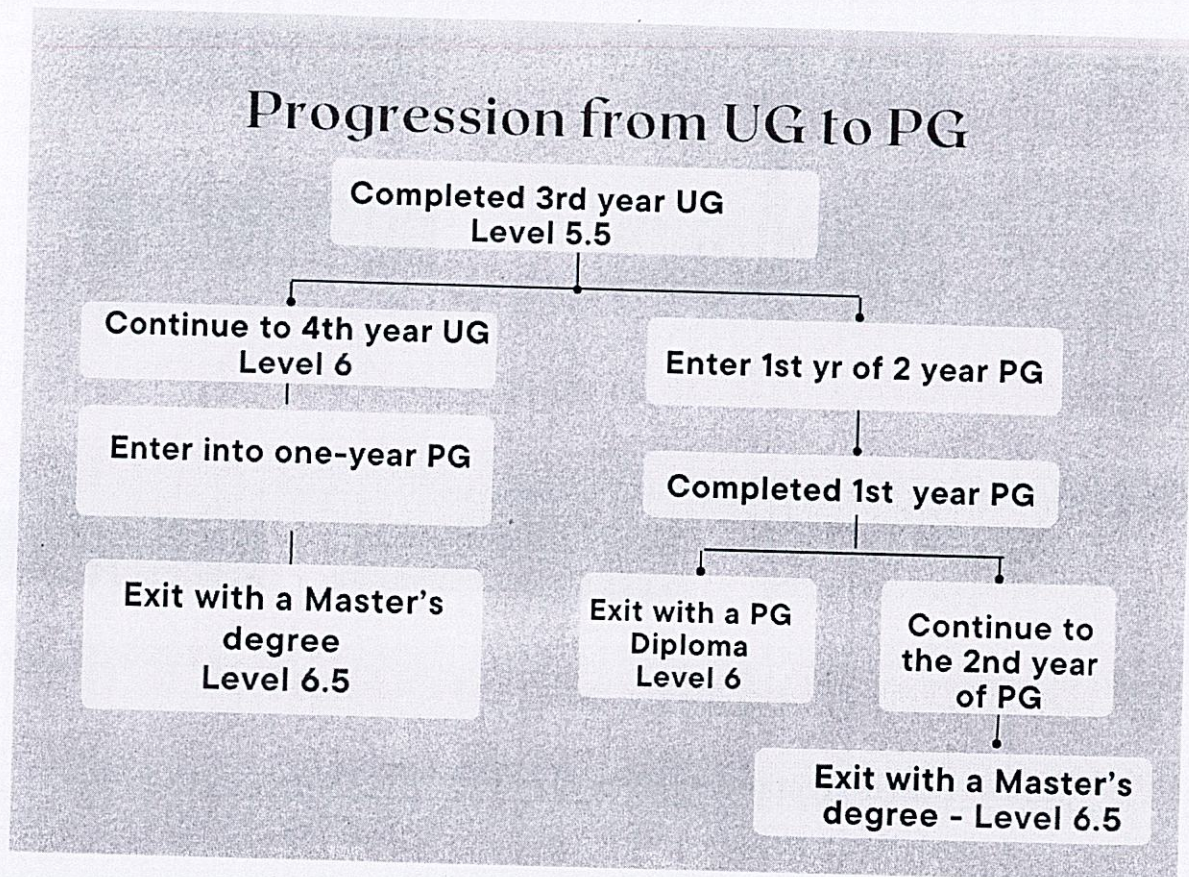 Progression from UG to PG
Completed 3rd year UG
Level 5.5
Continue to 4th year UG
Level 6
Enter 1st yr of 2 year PG
Enter into one-year PG
Completed 1st year PG
Exit with a Master's
degree
Level 6.5
Exit with a PG
Diploma
Level 6
Continue to
the 2nd year
of PG
Exit with a Master's
degree - Level 6.5